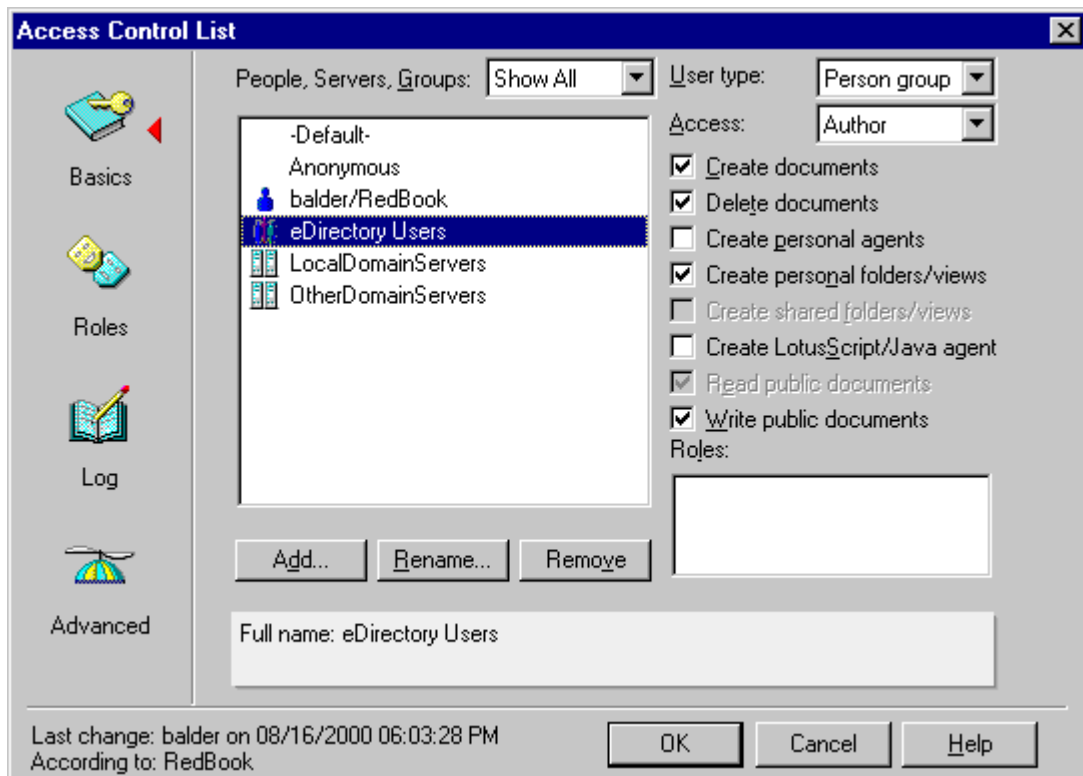 Access Control List
Basics
Roles
Log
Advanced
People, Servers, Groups: Show All
-Default-
Anonymous
balder/RedBook
eDirectory Users
LocalDomainServers
OtherDomainServers
Add... Rename... Remove
User type: Person group
Access: Author
Create documents
Delete documents
Create personal agents
Create personal folders/views
Create shared folders/views
Create LotusScript/Java agent
Read public documents
Write public documents
Roles:
Full name: eDirectory Users
Last change: balder on 08/16/2000 06:03:28 PM
According to: RedBook
OK Cancel Help